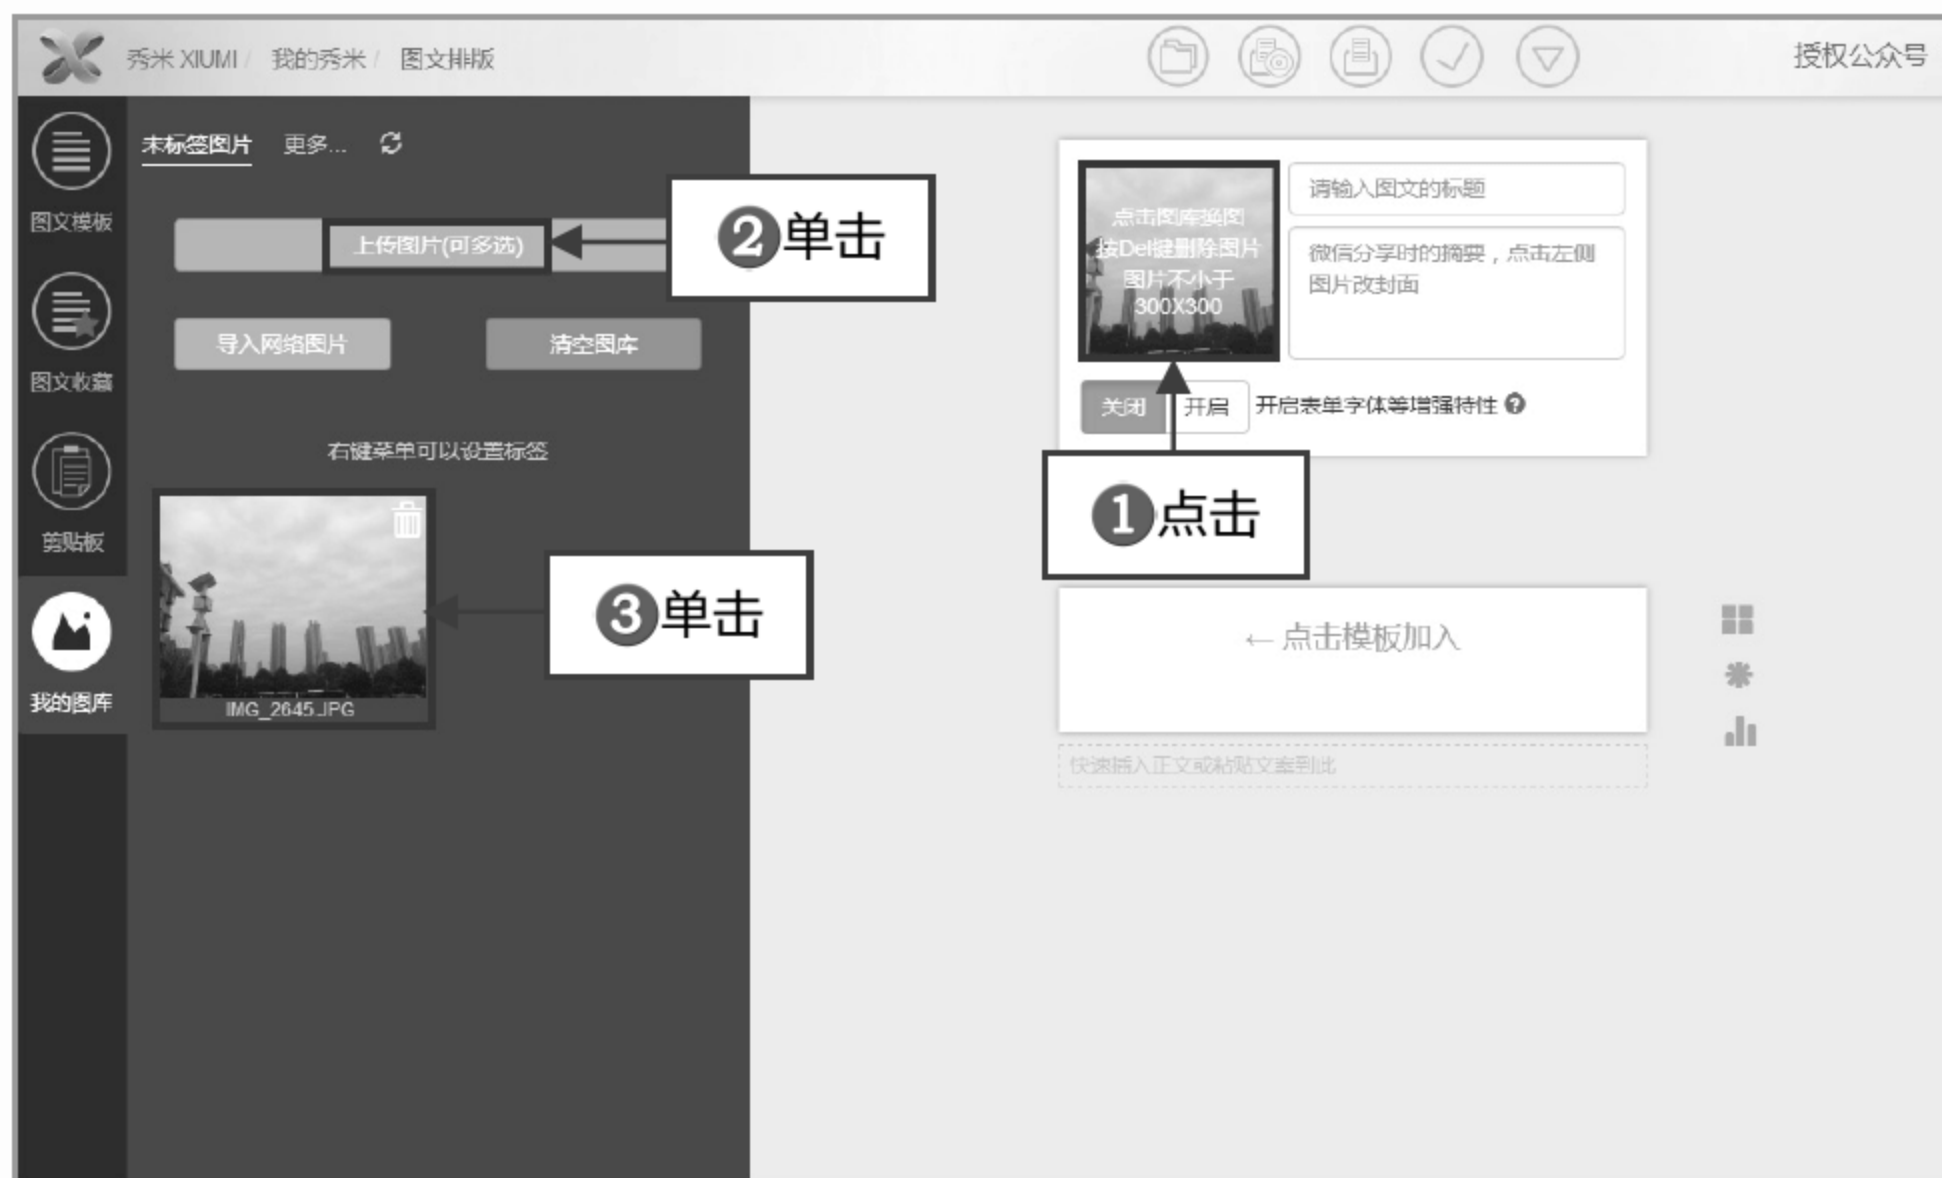 秀米 XIUMI / 我的秀米 / 图文排版
授权公众号
图文模板
图文收藏
剪贴板
我的图库
未标签图片 更多...
上传图片(可多选)
❷单击
导入网络图片 清空图库
右键菜单可以设置标签
IMG_2645.JPG
❸单击
点击图库换图
按Del键删除图片
图片不小于
300X300
请输入图文的标题
微信分享时的摘要，点击左侧
图片改封面
关闭 开启 开启表单字体等增强特性 ?
❶点击
←点击模板加入
快速插入正文或粘贴文案到此